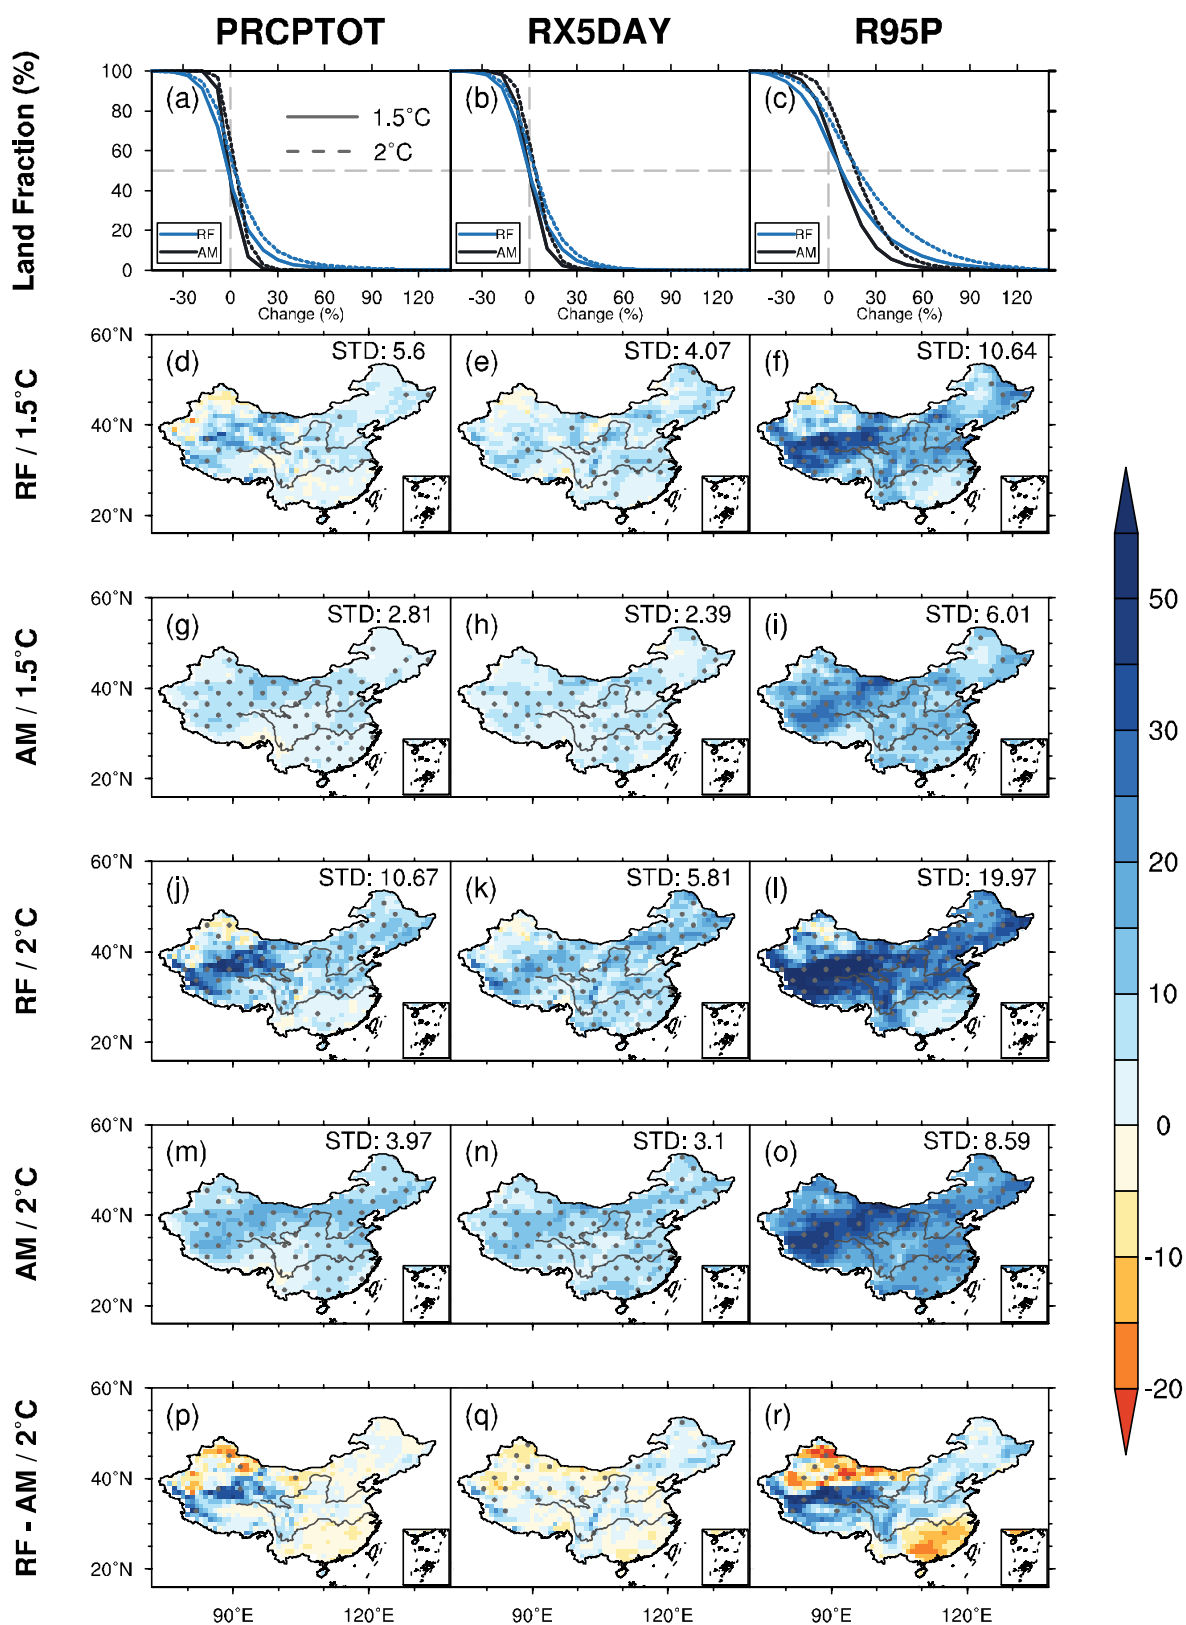 PRCPTOT RX5DAY R95P
Land Fraction (%)
100
80
60
40
20
0
(a) (b) (c)
1.5°C
2°C
RF
AM
RF
AM
RF
AM
-30 0 30 60 90 120 -30 0 30 60 90 120 -30 0 30 60 90 120
Change (%) Change (%) Change (%)
RF / 1.5°C
60°N
40°N
20°N
(d) STD: 5.6
(e) STD: 4.07
(f) STD: 10.64
AM / 1.5°C
60°N
40°N
20°N
(g) STD: 2.81
(h) STD: 2.39
(i) STD: 6.01
RF / 2°C
60°N
40°N
20°N
(j) STD: 10.67
(k) STD: 5.81
(l) STD: 19.97
AM / 2°C
60°N
40°N
20°N
(m) STD: 3.97
(n) STD: 3.1
(o) STD: 8.59
RF - AM / 2°C
60°N
40°N
20°N
(p) (q) (r)
90°E 120°E 90°E 120°E 90°E 120°E
50
30
20
10
0
-10
-20